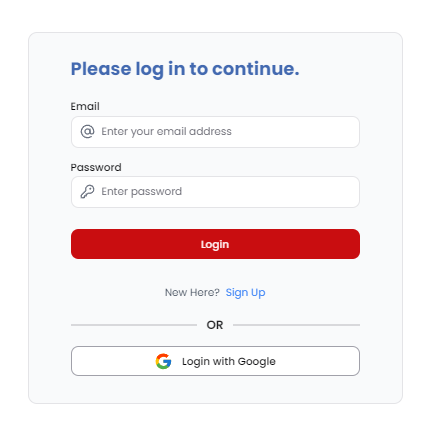 Please log in to continue.
Email
Enter your email address
Password
Enter password
Login
New Here? Sign Up
OR
Login with Google